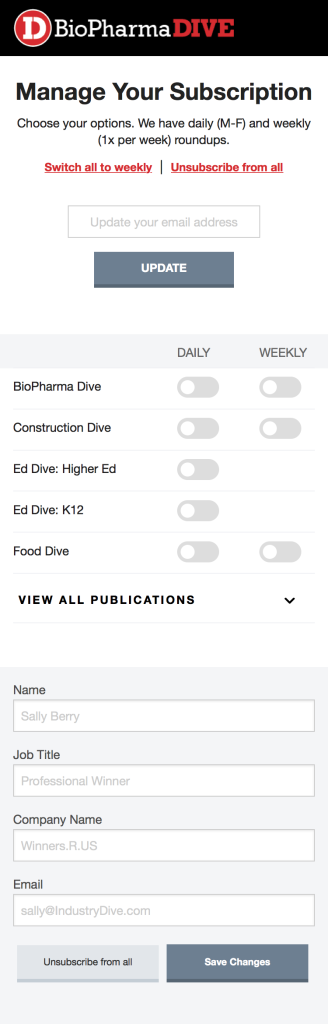 D BioPharmaDIVE
Manage Your Subscription
Choose your options. We have daily (M-F) and weekly
(1x per week) roundups.
Switch all to weekly | Unsubscribe from all
Update your email address
UPDATE
DAILY WEEKLY
BioPharma Dive
Construction Dive
Ed Dive: Higher Ed
Ed Dive: K12
Food Dive
VIEW ALL PUBLICATIONS
Name
Sally Berry
Job Title
Professional Winner
Company Name
Winners.R.US
Email
sally@IndustryDive.com
Unsubscribe from all Save Changes